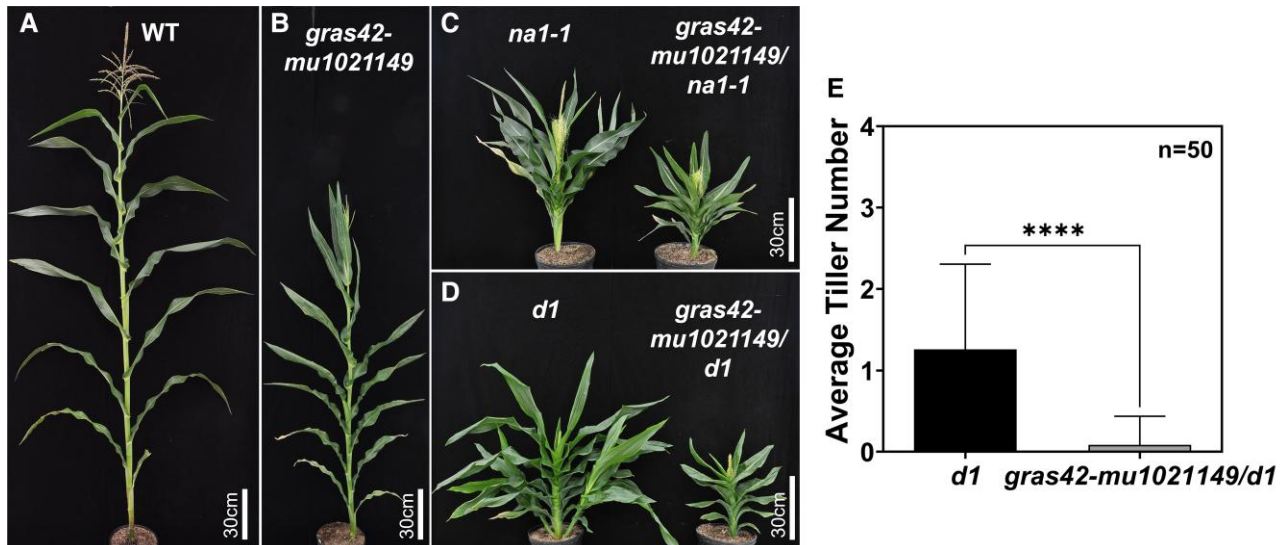 A
WT
30cm
B
gras42-
mu1021149
30cm
C
na1-1
gras42-
mu1021149/
na1-1
30cm
D
d1
gras42-
mu1021149/
d1
30cm
E
Average Tiller Number
4
3
2
1
0
n=50
****
d1
gras42-mu1021149/d1